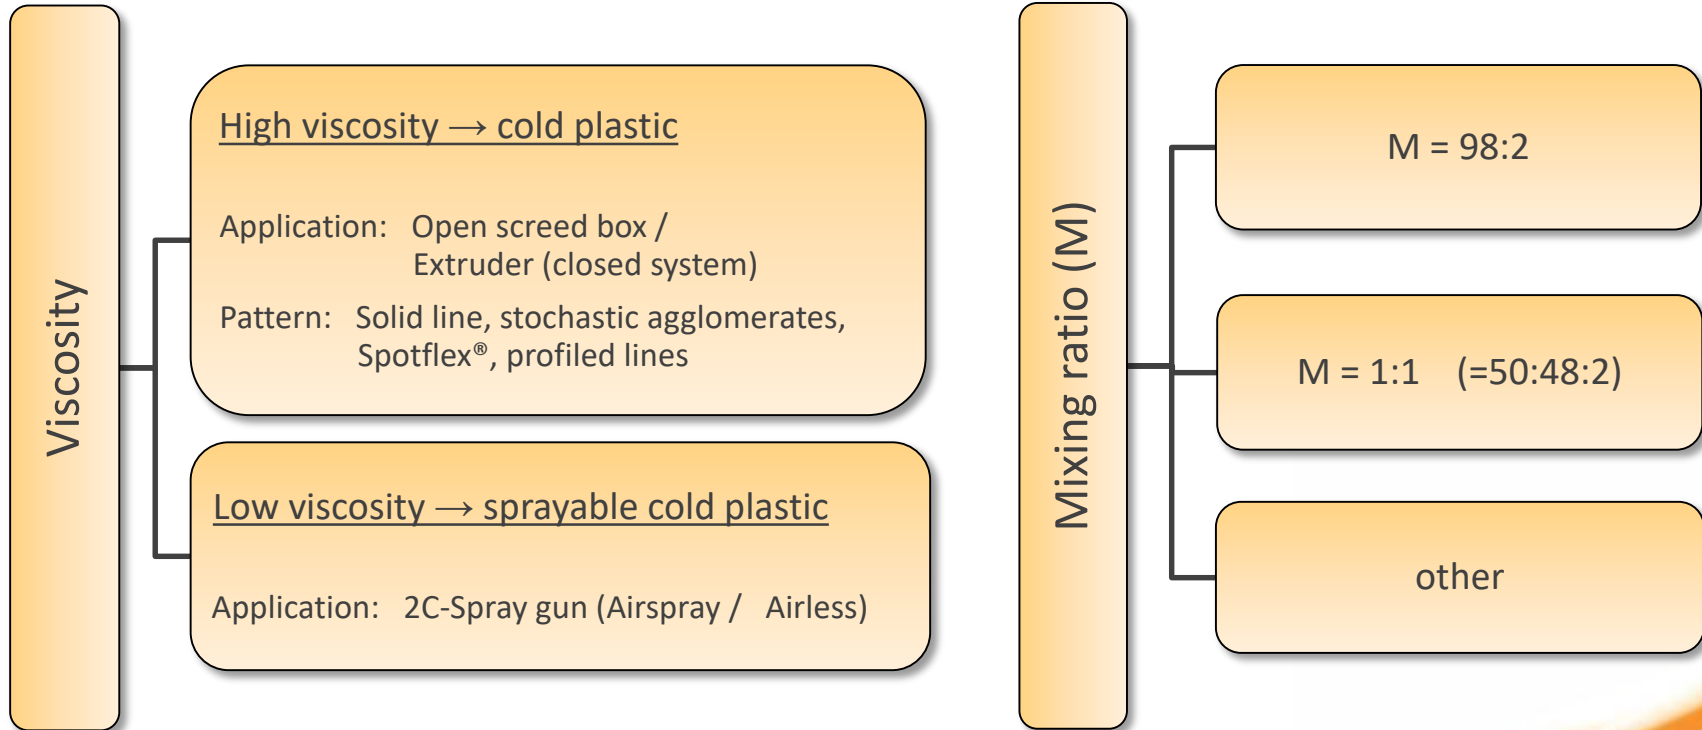 Viscosity
High viscosity → cold plastic
Application: Open screed box /
Extruder (closed system)
Pattern: Solid line, stochastic agglomerates,
Spotflex®, profiled lines
Low viscosity → sprayable cold plastic
Application: 2C-Spray gun (Airspray / Airless)
Mixing ratio (M)
M = 98:2
M = 1:1 (=50:48:2)
other